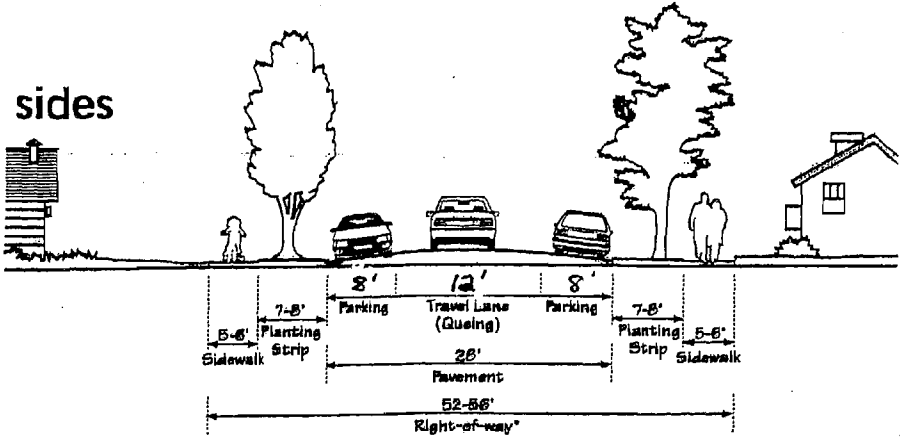 sides
8' 12' 8'
Parking Travel Lane Parking
(Queing)
7-8' 7-8'
Planting Planting
Strip Strip
5-6' 5-6'
Sidewalk Sidewalk
28'
Pavement
52-56'
Right-of-way*